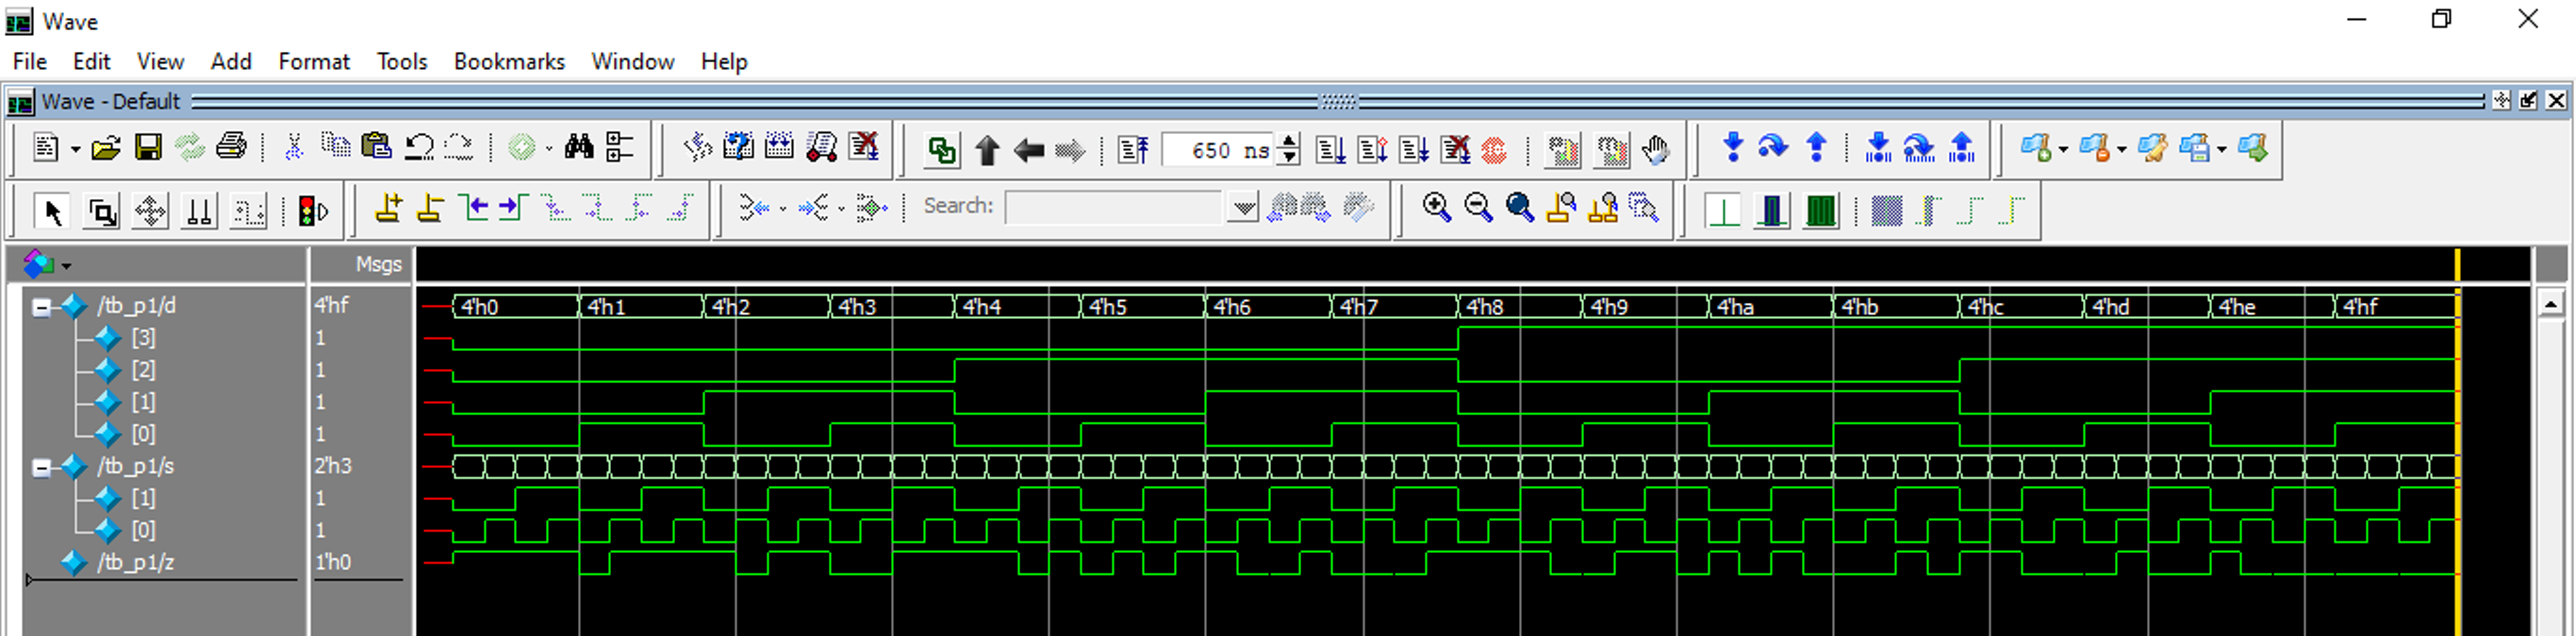 Wave
File Edit View Add Format Tools Bookmarks Window Help
Wave - Default
650 ns
Search:
Msgs
/tb_p1/d 4'hf 4'h0 4'h1 4'h2 4'h3 4'h4 4'h5 4'h6 4'h7 4'h8 4'h9 4'ha 4'hb 4'hc 4'hd 4'he 4'hf
[3] 1
[2] 1
[1] 1
[0] 1
/tb_p1/s 2'h3
[1] 1
[0] 1
/tb_p1/z 1'h0